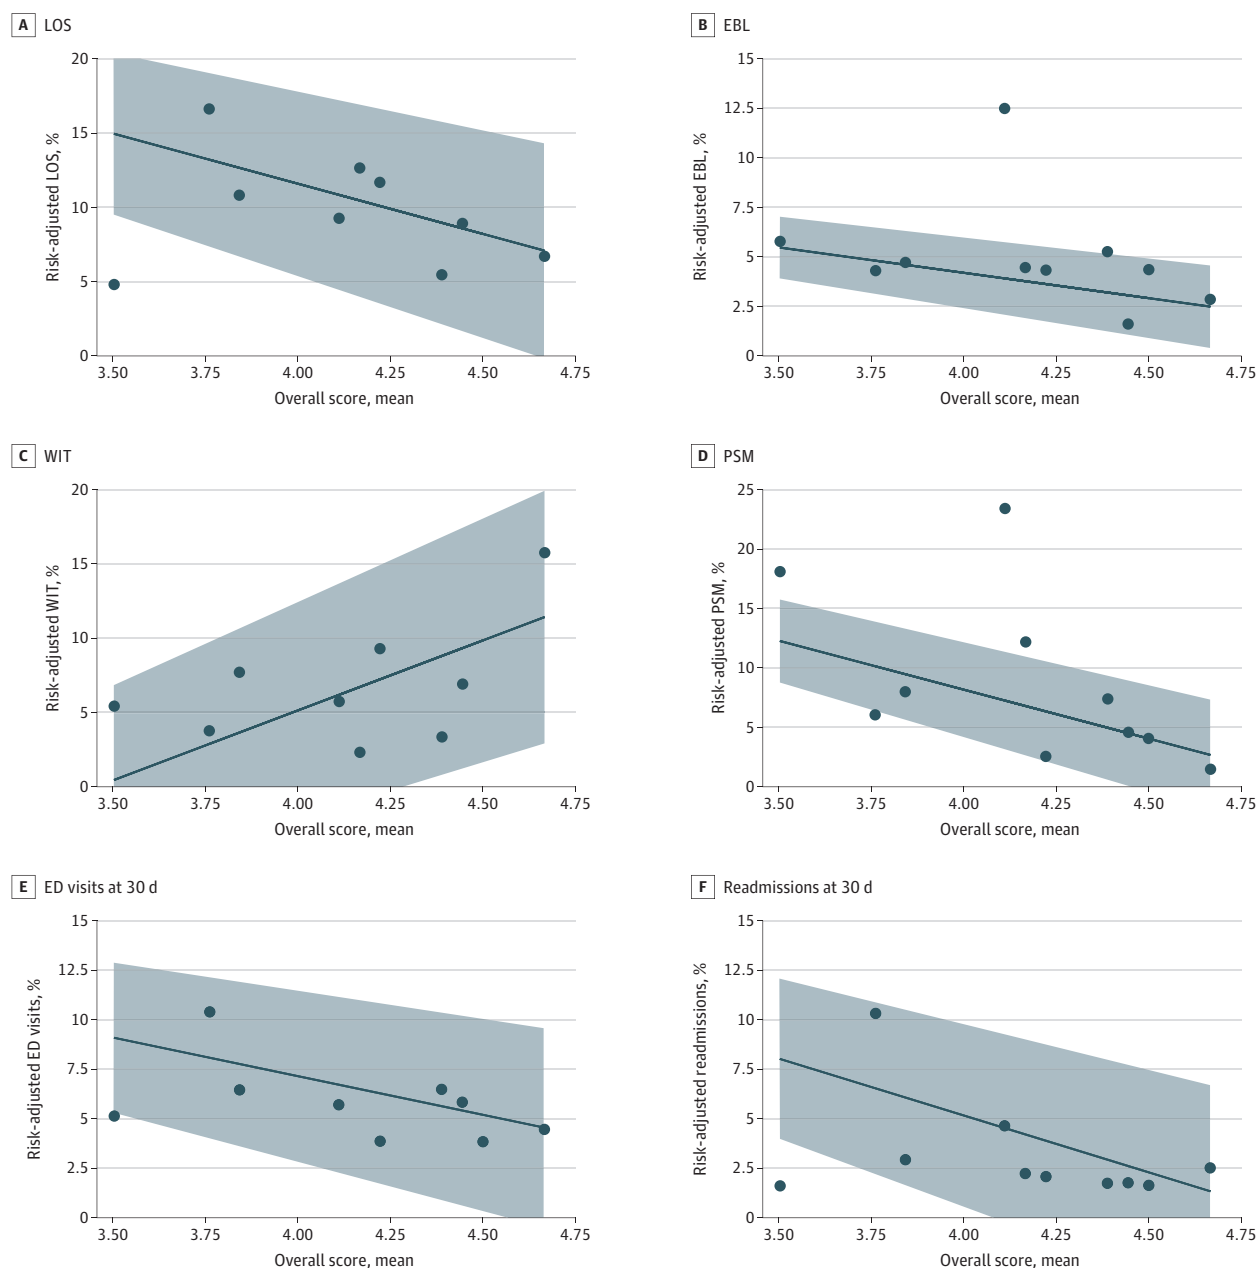 A LOS
Risk-adjusted LOS, %
20
15
10
5
0
3.50 3.75 4.00 4.25 4.50 4.75
Overall score, mean
B EBL
Risk-adjusted EBL, %
15
12.5
10
7.5
5
2.5
0
3.50 3.75 4.00 4.25 4.50 4.75
Overall score, mean
C WIT
Risk-adjusted WIT, %
20
15
10
5
0
3.50 3.75 4.00 4.25 4.50 4.75
Overall score, mean
D PSM
Risk-adjusted PSM, %
25
20
15
10
5
0
3.50 3.75 4.00 4.25 4.50 4.75
Overall score, mean
E ED visits at 30 d
Risk-adjusted ED visits, %
15
12.5
10
7.5
5
2.5
0
3.50 3.75 4.00 4.25 4.50 4.75
Overall score, mean
F Readmissions at 30 d
Risk-adjusted readmissions, %
15
12.5
10
7.5
5
2.5
0
3.50 3.75 4.00 4.25 4.50 4.75
Overall score, mean